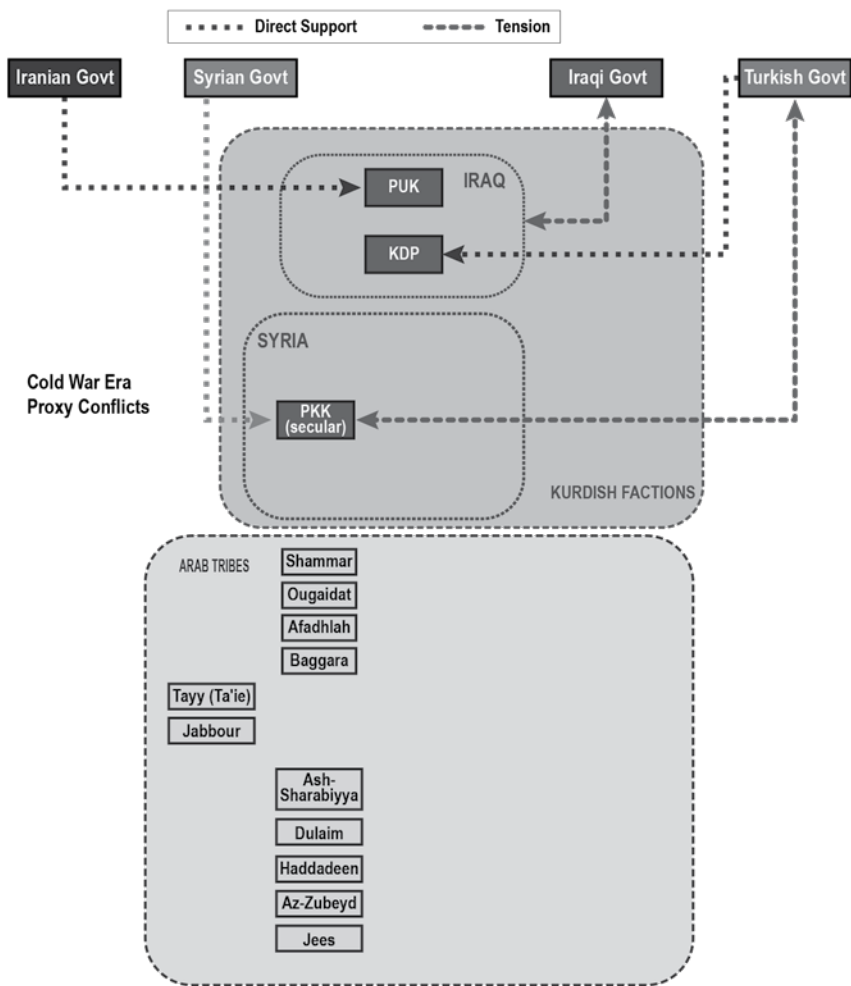 Direct Support
Tension
Iranian Govt
Syrian Govt
Iraqi Govt
Turkish Govt
IRAQ
PUK
KDP
SYRIA
Cold War Era
Proxy Conflicts
PKK
(secular)
KURDISH FACTIONS
ARAB TRIBES
Shammar
Ougaidat
Afadhlah
Baggara
Tayy (Ta'ie)
Jabbour
Ash-
Sharabiyya
Dulaim
Haddadeen
Az-Zubeyd
Jees